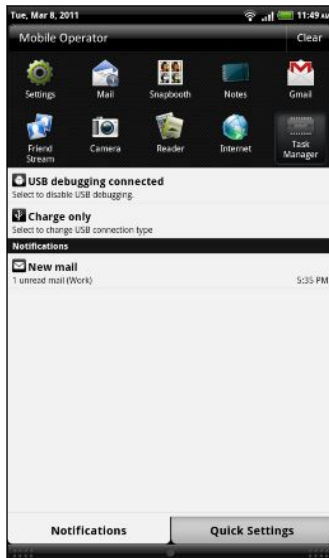 Tue, Mar 8, 2011 11:49 AM
Mobile Operator Clear
Settings Mail Snapbooth Notes Gmail
Friend Stream Camera Reader Internet Task Manager
USB debugging connected
Select to disable USB debugging.
Charge only
Select to change USB connection type
Notifications
New mail
1 unread mail (Work) 5:35 PM
Notifications Quick Settings